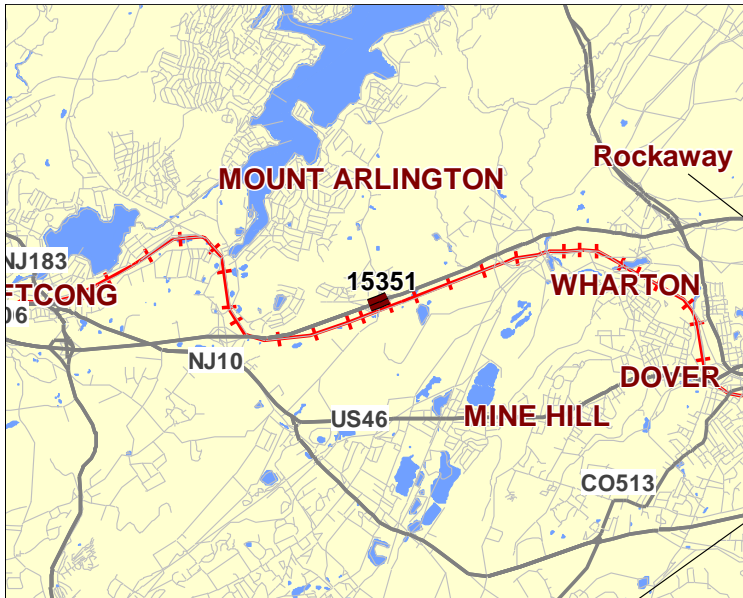 Rockaway
MOUNT ARLINGTON
NJ183
15351
WHARTON
FTCONG
06
NJ10
DOVER
US46
MINE HILL
CO513